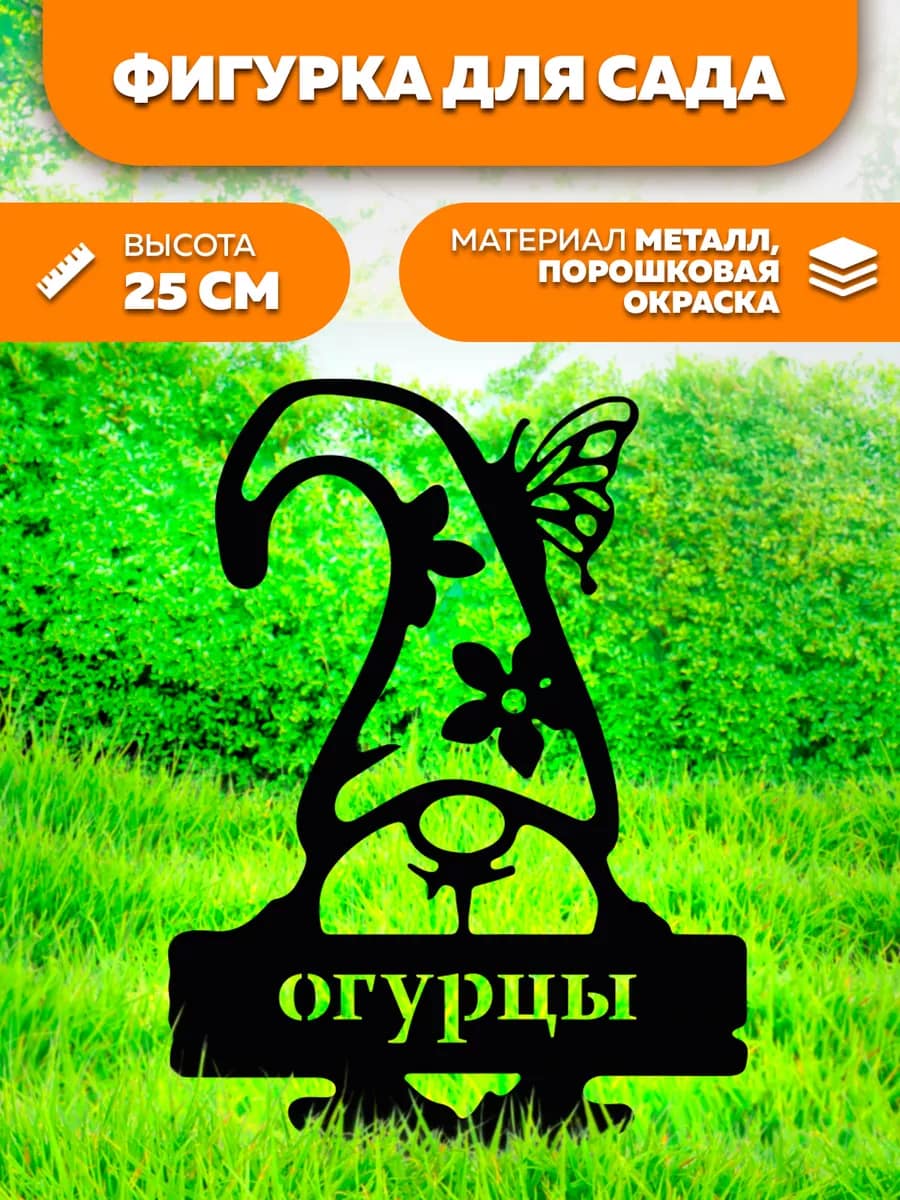 ФИГУРКА ДЛЯ САДА
ВЫСОТА
25 СМ
МАТЕРИАЛ МЕТАЛЛ,
ПОРОШКОВАЯ
ОКРАСКА
огурцы